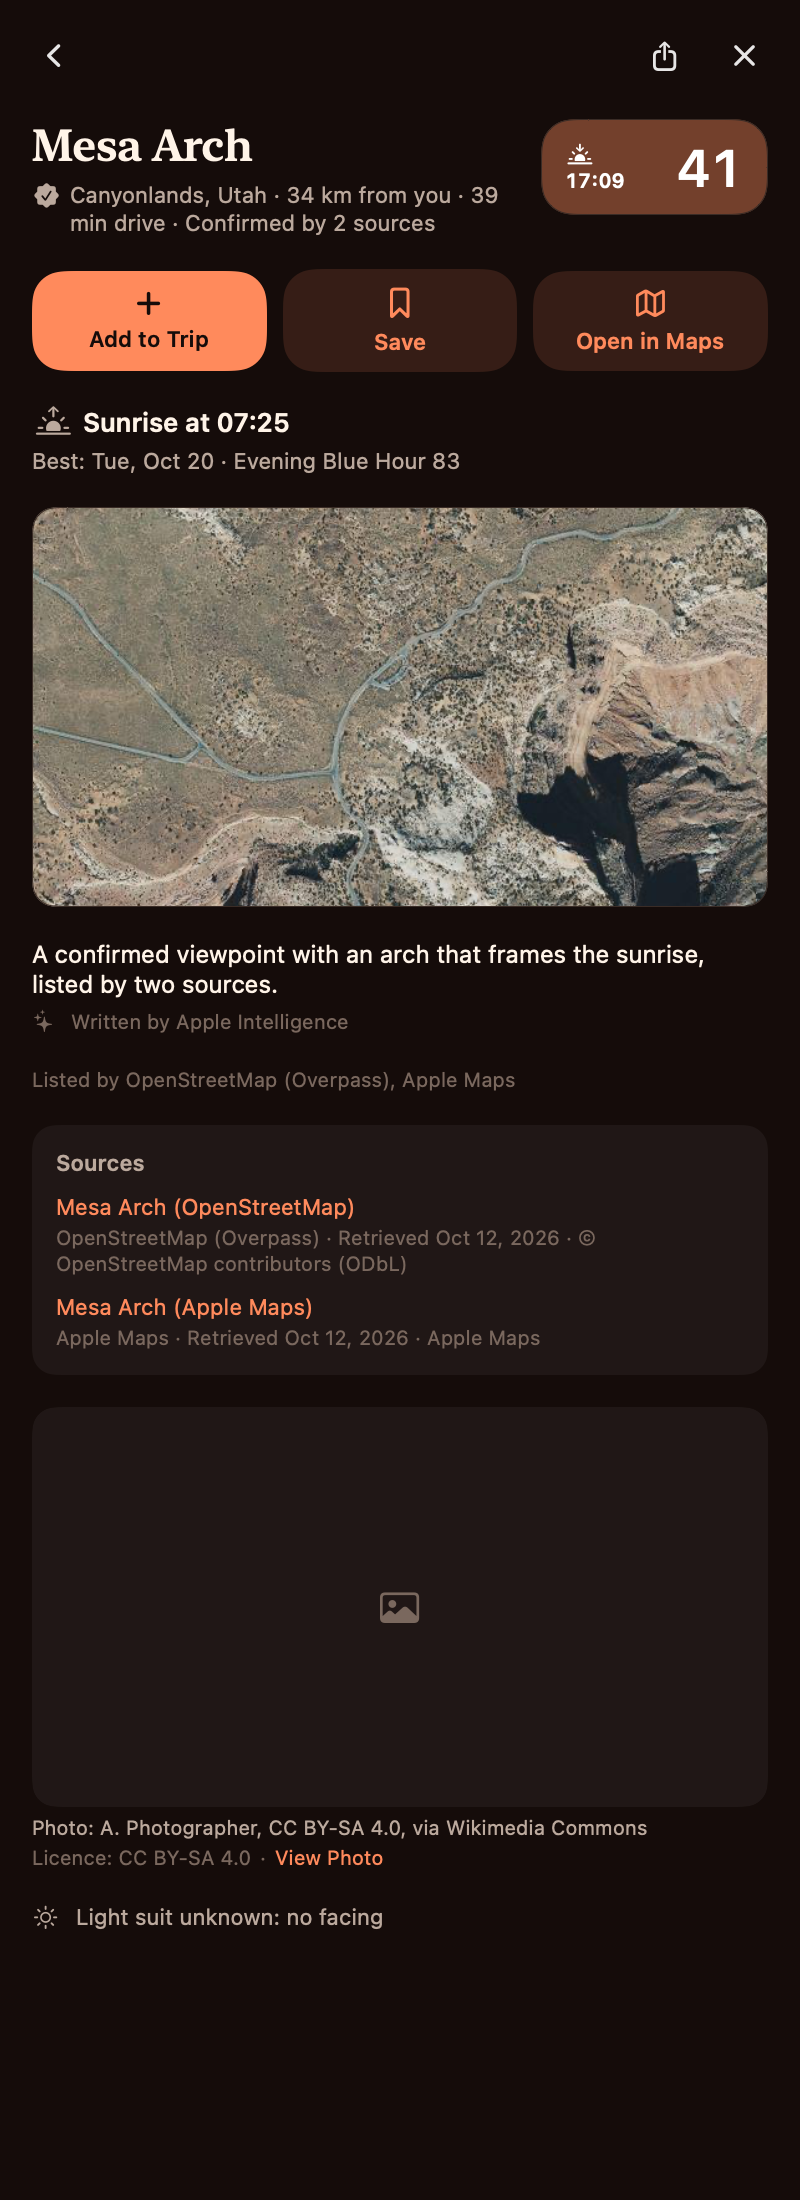 Mesa Arch
Canyonlands, Utah · 34 km from you · 39
min drive · Confirmed by 2 sources
17:09
41
Add to Trip
Save
Open in Maps
Sunrise at 07:25
Best: Tue, Oct 20 · Evening Blue Hour 83
A confirmed viewpoint with an arch that frames the sunrise,
listed by two sources.
Written by Apple Intelligence
Listed by OpenStreetMap (Overpass), Apple Maps
Sources
Mesa Arch (OpenStreetMap)
OpenStreetMap (Overpass) · Retrieved Oct 12, 2026 · ©
OpenStreetMap contributors (ODbL)
Mesa Arch (Apple Maps)
Apple Maps · Retrieved Oct 12, 2026 · Apple Maps
Photo: A. Photographer, CC BY-SA 4.0, via Wikimedia Commons
Licence: CC BY-SA 4.0 · View Photo
Light suit unknown: no facing